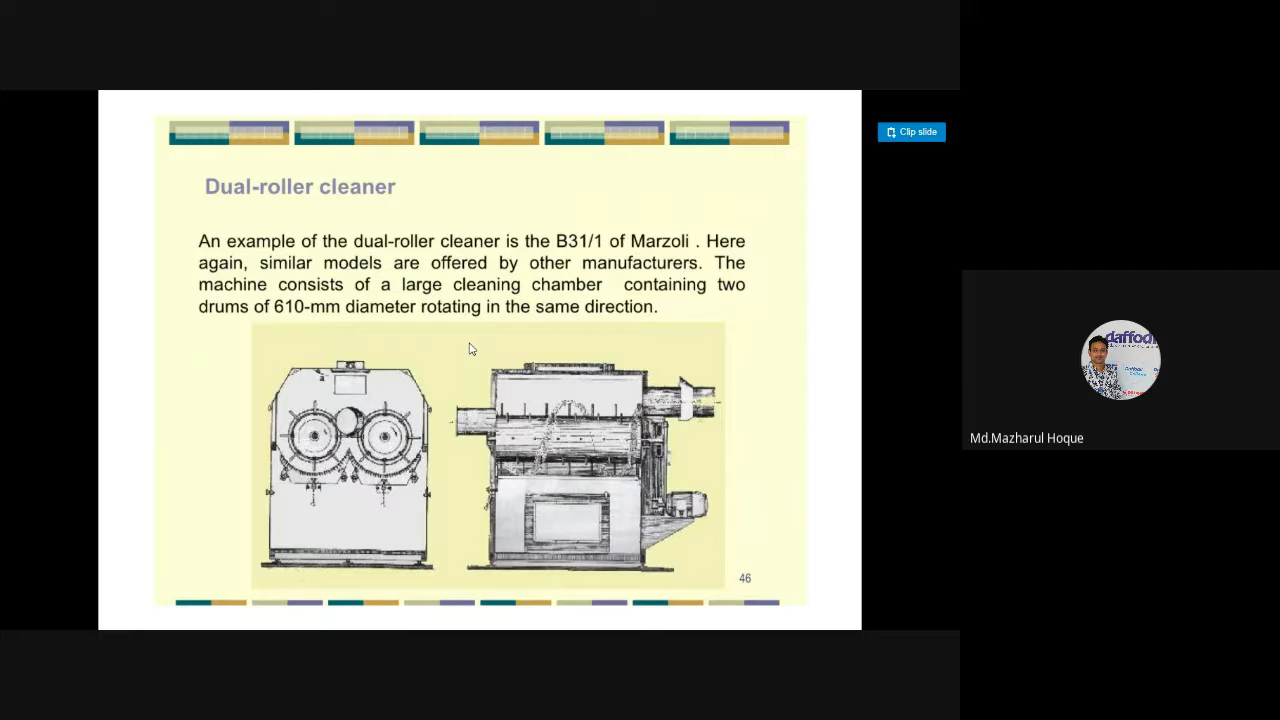 Clip slide
Dual-roller cleaner
An example of the dual-roller cleaner is the B31/1 of Marzoli . Here
again, similar models are offered by other manufacturers. The
machine consists of a large cleaning chamber containing two
drums of 610-mm diameter rotating in the same direction.
46
Md.Mazharul Hoque